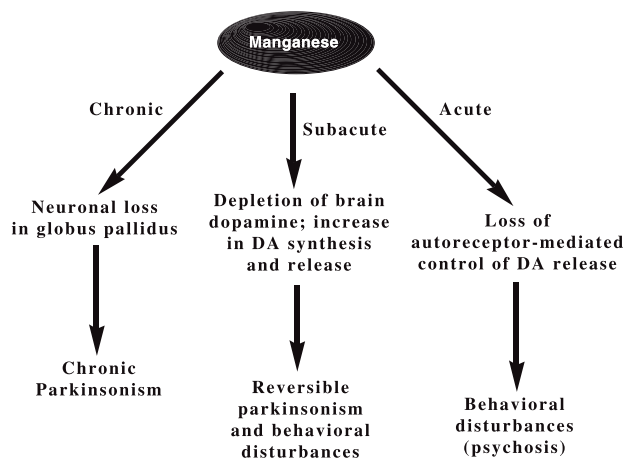 Manganese
Chronic
Subacute
Acute
Neuronal loss
in globus pallidus
Depletion of brain
dopamine; increase
in DA synthesis
and release
Loss of
autoreceptor-mediated
control of DA release
Chronic
Parkinsonism
Reversible
parkinsonism
and behavioral
disturbances
Behavioral
disturbances
(psychosis)